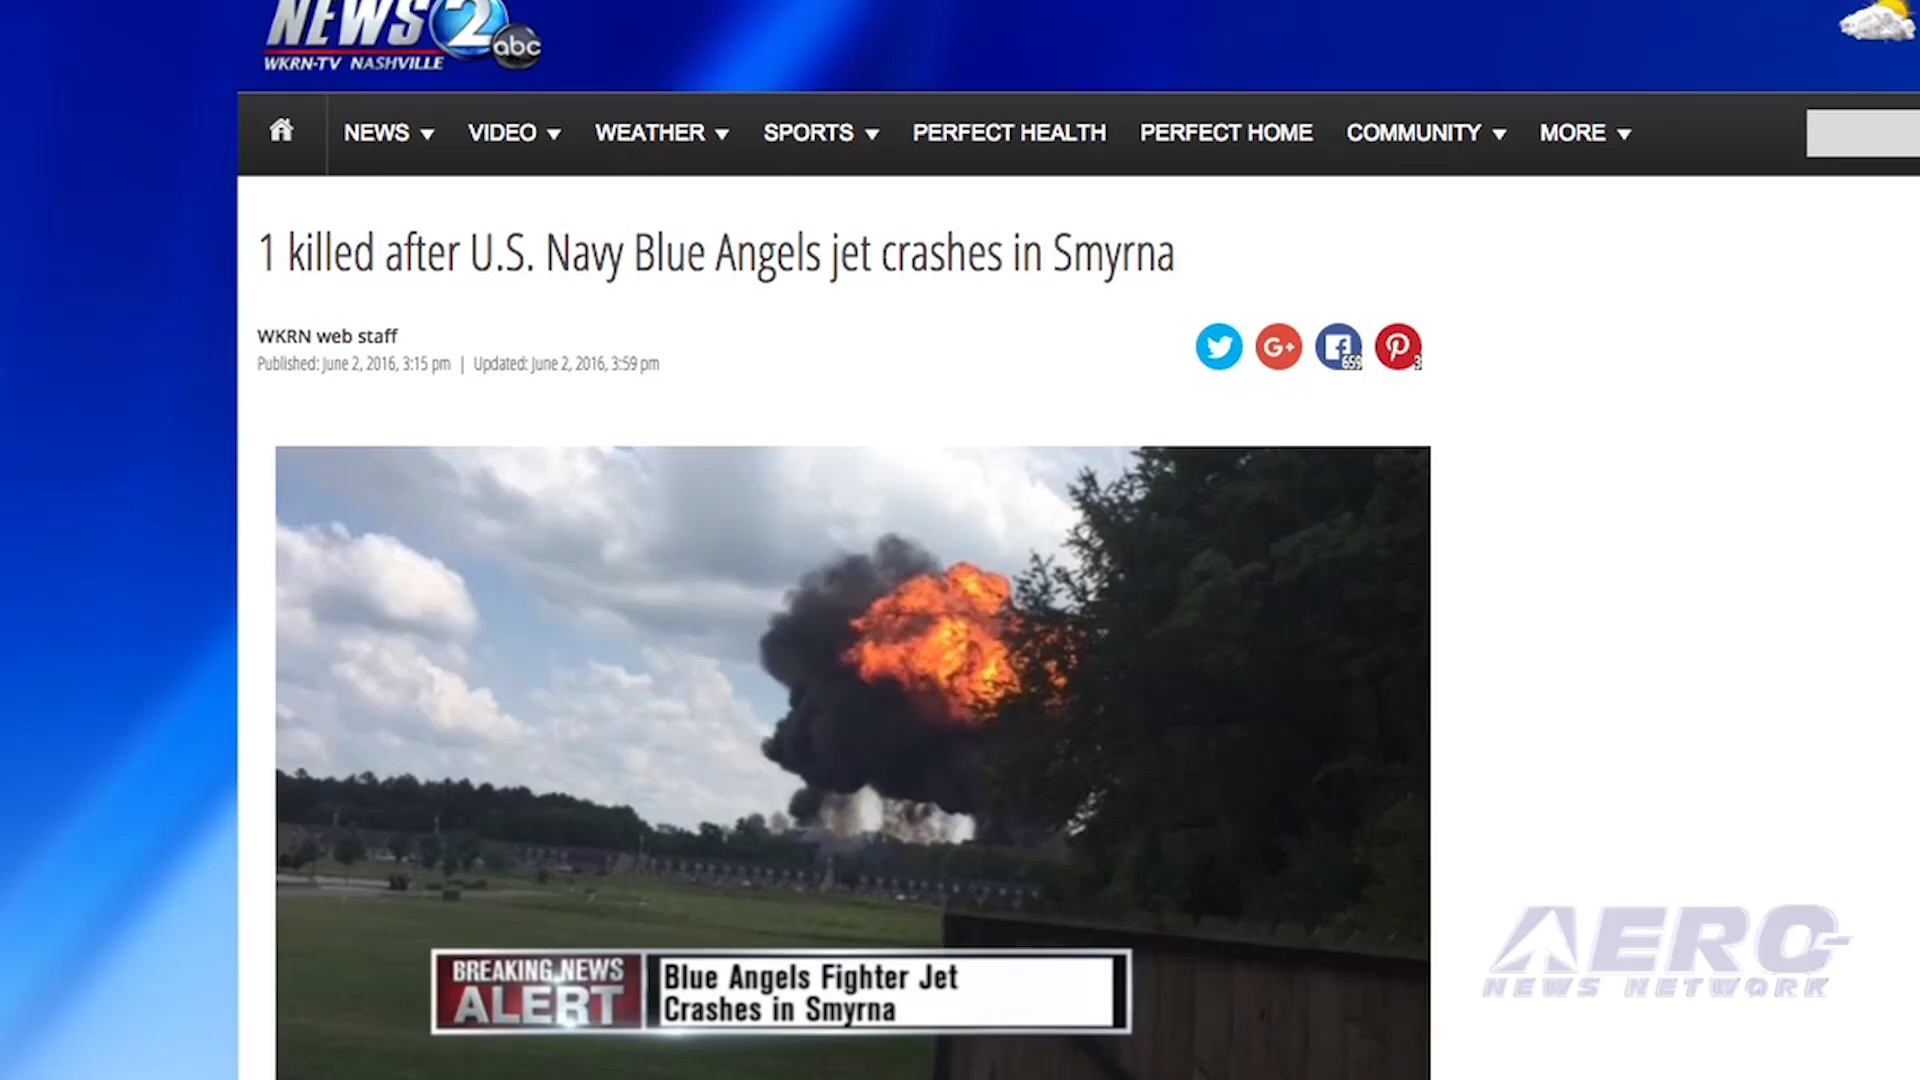 NEWS 2 abc
WKRN-TV NASHVILLE
NEWS VIDEO WEATHER SPORTS PERFECT HEALTH PERFECT HOME COMMUNITY MORE
1 killed after U.S. Navy Blue Angels jet crashes in Smyrna
WKRN web staff
Published: June 2, 2016, 3:15 pm | Updated: June 2, 2016, 3:59 pm
G+ 659 3
BREAKING NEWS
ALERT
Blue Angels Fighter Jet
Crashes in Smyrna
AERO
NEWS NETWORK